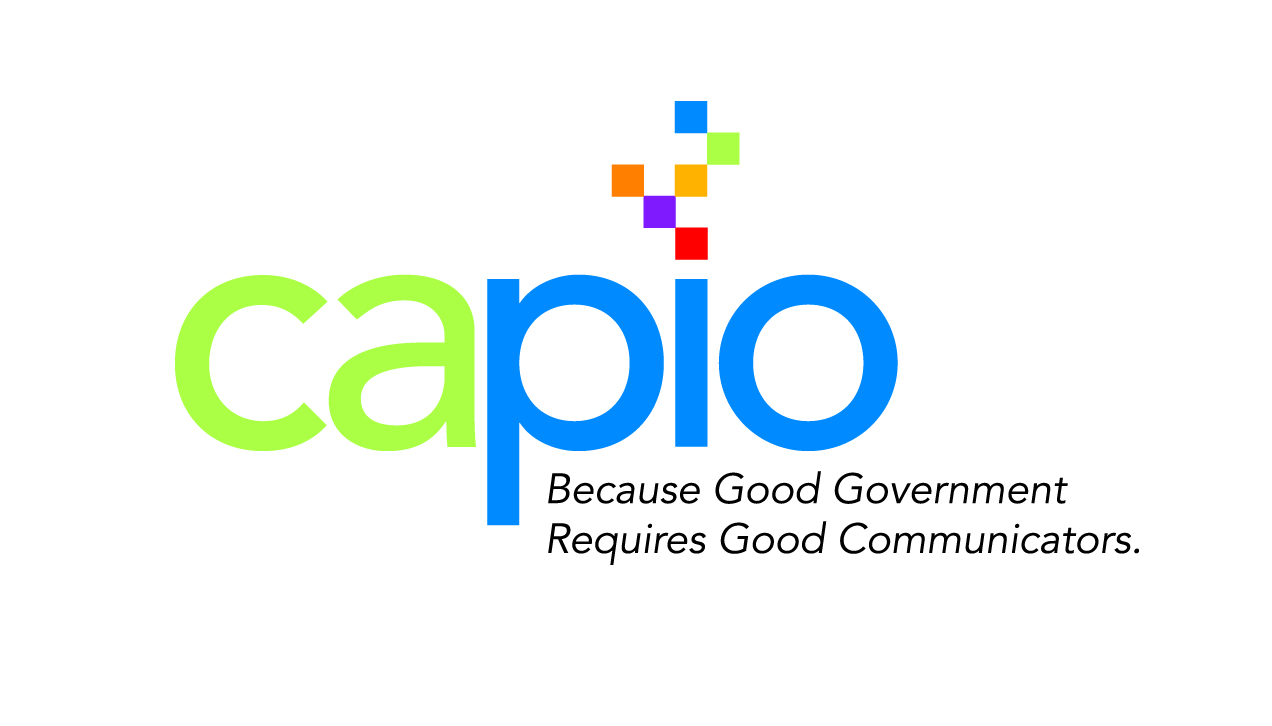 capio
Because Good Government
Requires Good Communicators.